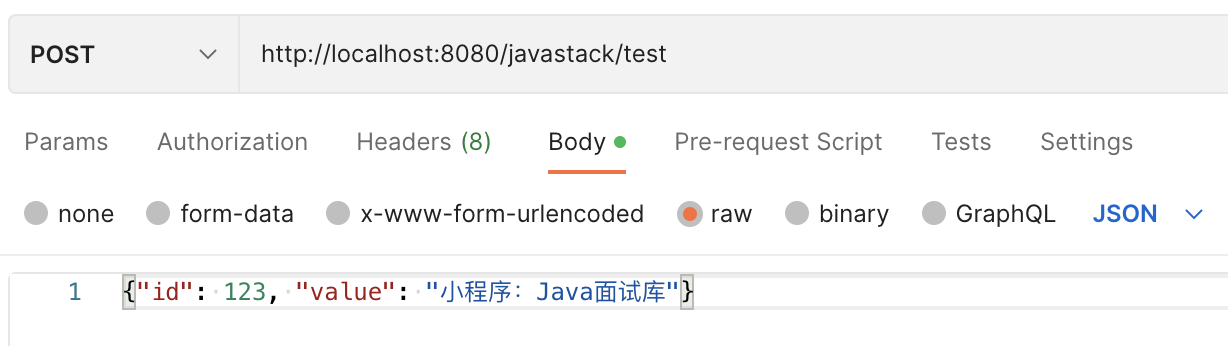 POST http://localhost:8080/javastack/test
Params Authorization Headers (8) Body Pre-request Script Tests Settings
none form-data x-www-form-urlencoded raw binary GraphQL JSON
1 {"id": 123, "value": "小程序：Java面试库"}